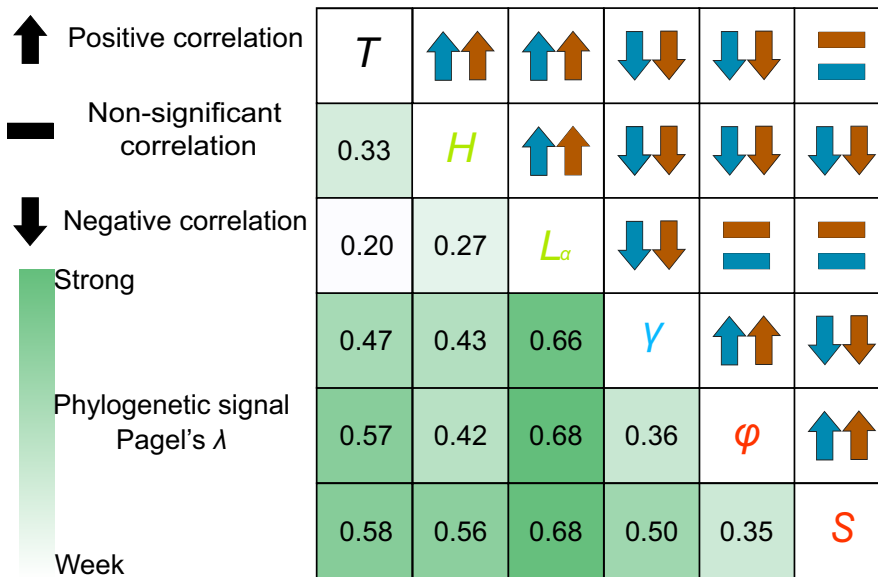 Positive correlation
T
Non-significant
correlation
0.33
H
Negative correlation
0.20
0.27
Lα
Strong
0.47
0.43
0.66
γ
Phylogenetic signal
Pagel's λ
0.57
0.42
0.68
0.36
φ
0.58
0.56
0.68
0.50
0.35
S
Week